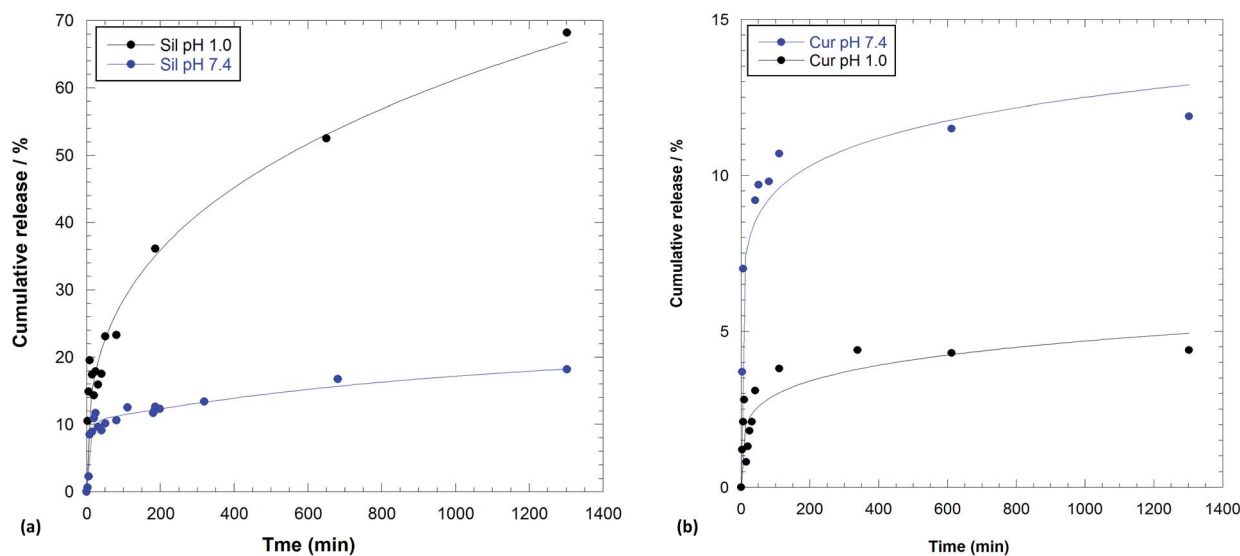 70
60
50
40
30
20
10
0
Cumulative release / %
Sil pH 1.0
Sil pH 7.4
0 200 400 600 800 1000 1200 1400
Tme (min)
(a)
15
10
5
0
Cumulative release / %
Cur pH 7.4
Cur pH 1.0
0 200 400 600 800 1000 1200 1400
Time (min)
(b)